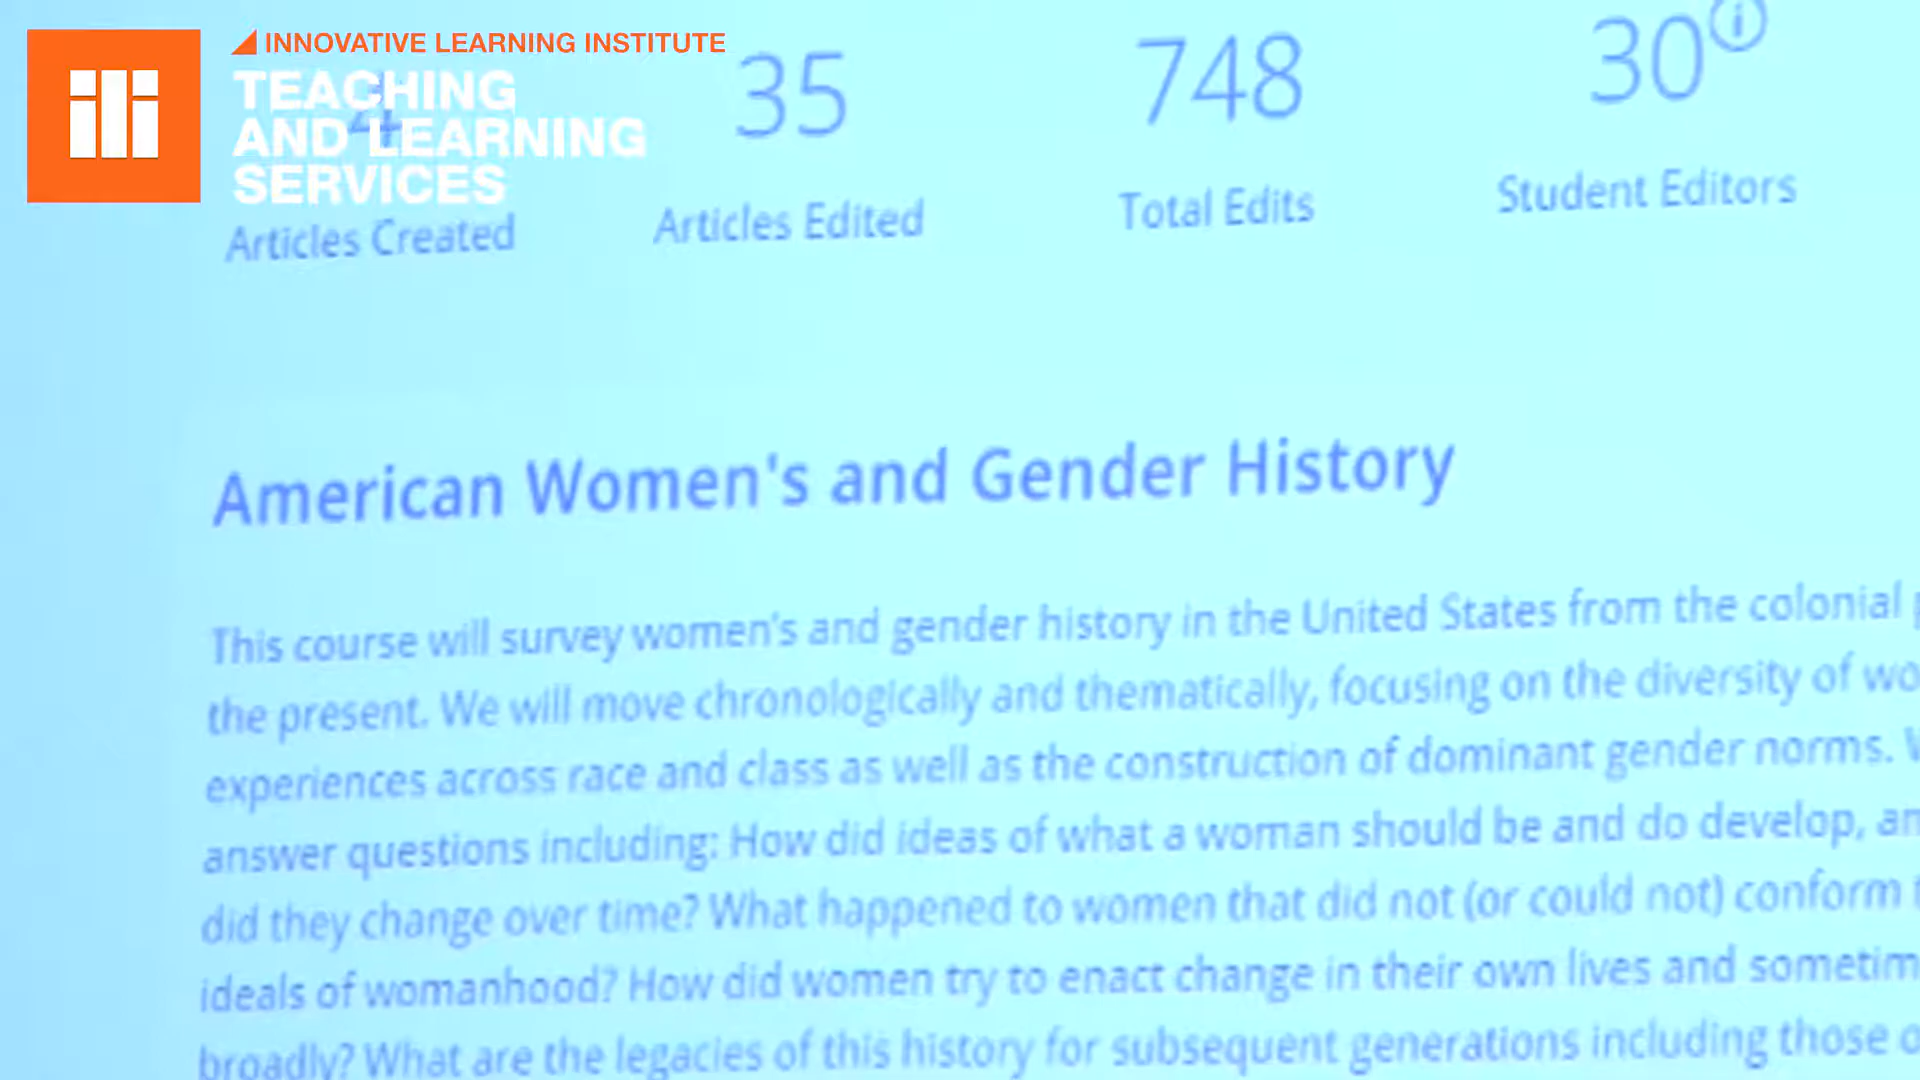 ili
INNOVATIVE LEARNING INSTITUTE
TEACHING
AND LEARNING
SERVICES
4 35 748 30 i
Articles Created Articles Edited Total Edits Student Editors
American Women's and Gender History
This course will survey women's and gender history in the United States from the colonial
the present. We will move chronologically and thematically, focusing on the diversity of wo
experiences across race and class as well as the construction of dominant gender norms. W
answer questions including: How did ideas of what a woman should be and do develop, an
did they change over time? What happened to women that did not (or could not) conform
ideals of womanhood? How did women try to enact change in their own lives and sometim
broadly? What are the legacies of this history for subsequent generations including those